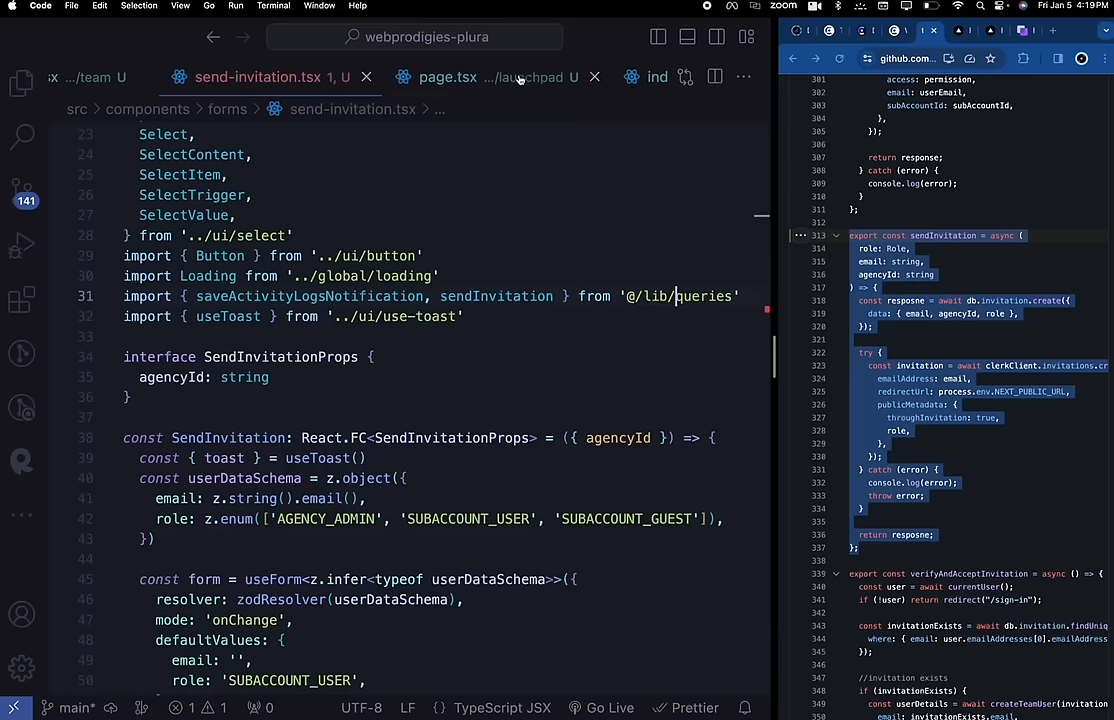 Code File Edit Selection View Go Run Terminal Window Help
zoom
Fri Jan 5 4:19 PM
webprodigies-plura
sx .../team U
send-invitation.tsx 1, U
page.tsx .../launchpad U
ind
src > components > forms > send-invitation.tsx > ...
141
23 Select,
24 SelectContent,
25 SelectItem,
26 SelectTrigger,
27 SelectValue,
28 } from '../ui/select'
29 import { Button } from '../ui/button'
30 import Loading from '../global/loading'
31 import { saveActivityLogsNotification, sendInvitation } from '@/lib/queries'
32 import { useToast } from '../ui/use-toast'
33
34 interface SendInvitationProps {
35 agencyId: string
36 }
37
38 const SendInvitation: React.FC<SendInvitationProps> = ({ agencyId }) => {
39 const { toast } = useToast()
40 const userDataSchema = z.object({
41 email: z.string().email(),
42 role: z.enum(['AGENCY_ADMIN', 'SUBACCOUNT_USER', 'SUBACCOUNT_GUEST']),
43 })
44
45 const form = useForm<z.infer<typeof userDataSchema>>({
46 resolver: zodResolver(userDataSchema),
47 mode: 'onChange',
48 defaultValues: {
49 email: '',
50 role: 'SUBACCOUNT_USER',
main*
1 1 0
UTF-8 LF {} TypeScript JSX Go Live Prettier
github.com...
301 access: permission,
302 email: userEmail,
303 subAccountId: subAccountId,
304 },
305 });
306
307 return response;
308 } catch (error) {
309 console.log(error);
310 }
311 };
312
313 export const sendInvitation = async (
314 role: Role,
315 email: string,
316 agencyId: string
317 ) => {
318 const resposne = await db.invitation.create({
319 data: { email, agencyId, role },
320 });
321
322 try {
323 const invitation = await clerkClient.invitations.cr
324 emailAddress: email,
325 redirectUrl: process.env.NEXT_PUBLIC_URL,
326 publicMetadata: {
327 throughInvitation: true,
328 role,
329 },
330 });
331 } catch (error) {
332 console.log(error);
333 throw error;
334 }
335
336 return resposne;
337 };
338
339 export const verifyAndAcceptInvitation = async () => {
340 const user = await currentUser();
341 if (!user) return redirect("/sign-in");
342
343 const invitationExists = await db.invitation.findUniq
344 where: { email: user.emailAddresses[0].emailAddress
345 });
346
347 //invitation exists
348 if (invitationExists) {
349 const userDetails = await createTeamUser(invitation
350 email: invitationExists.email,